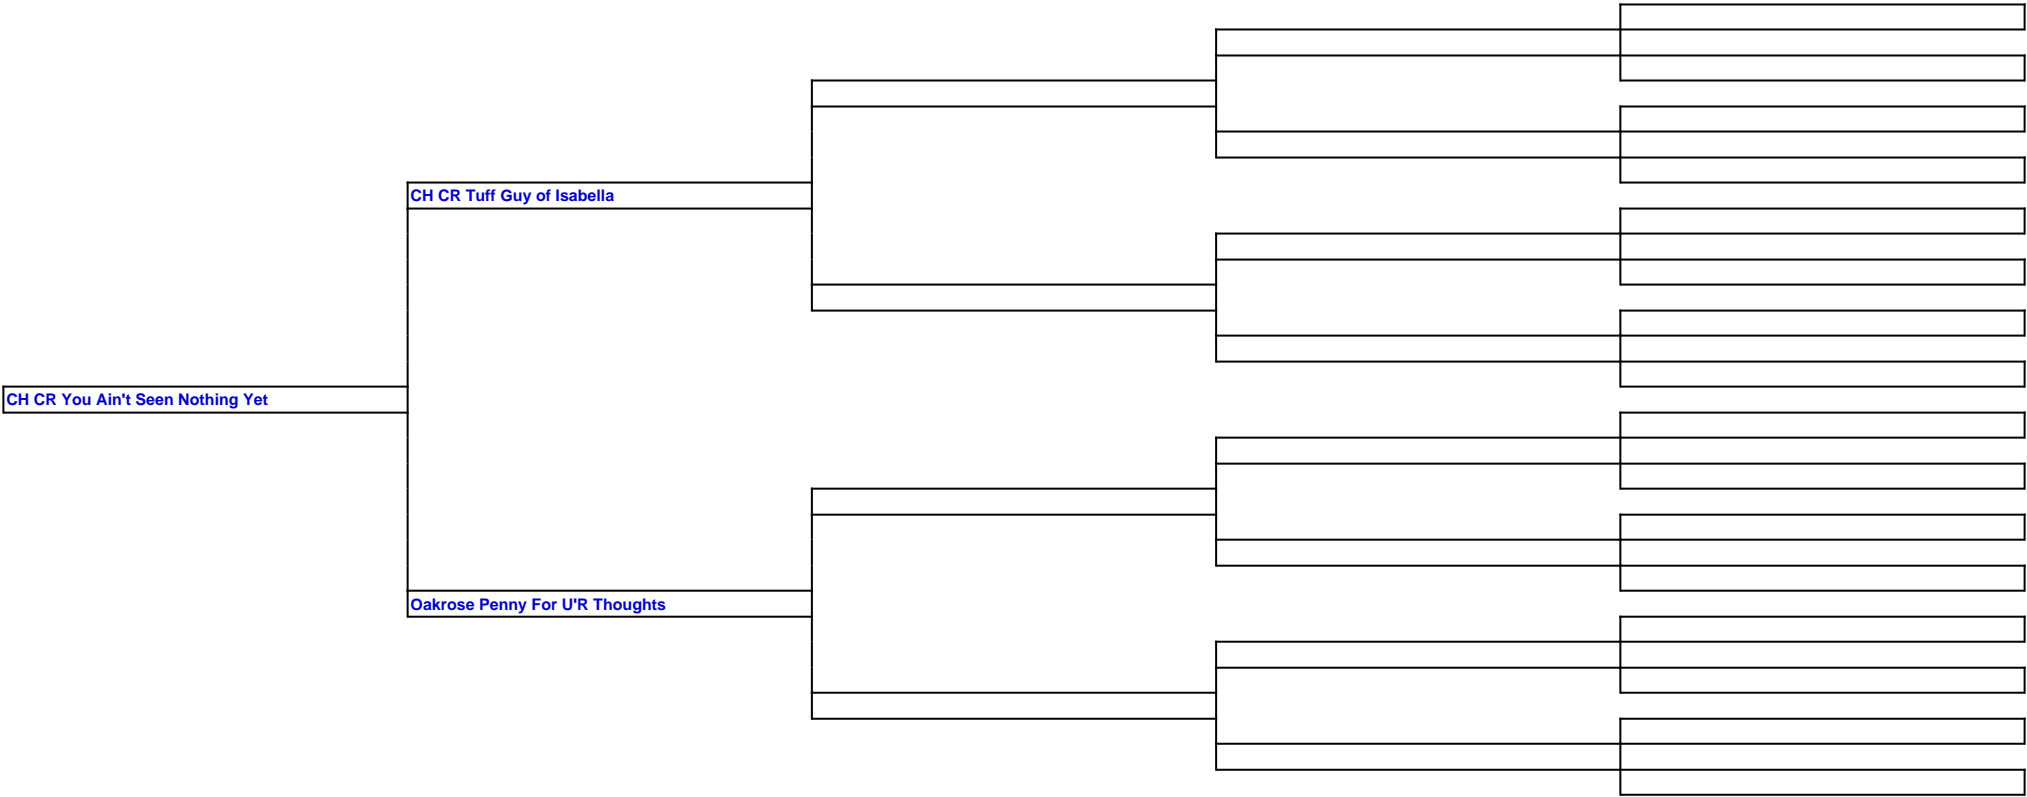 CH CR Tuff Guy of Isabella
CH CR You Ain't Seen Nothing Yet
Oakrose Penny For U'R Thoughts